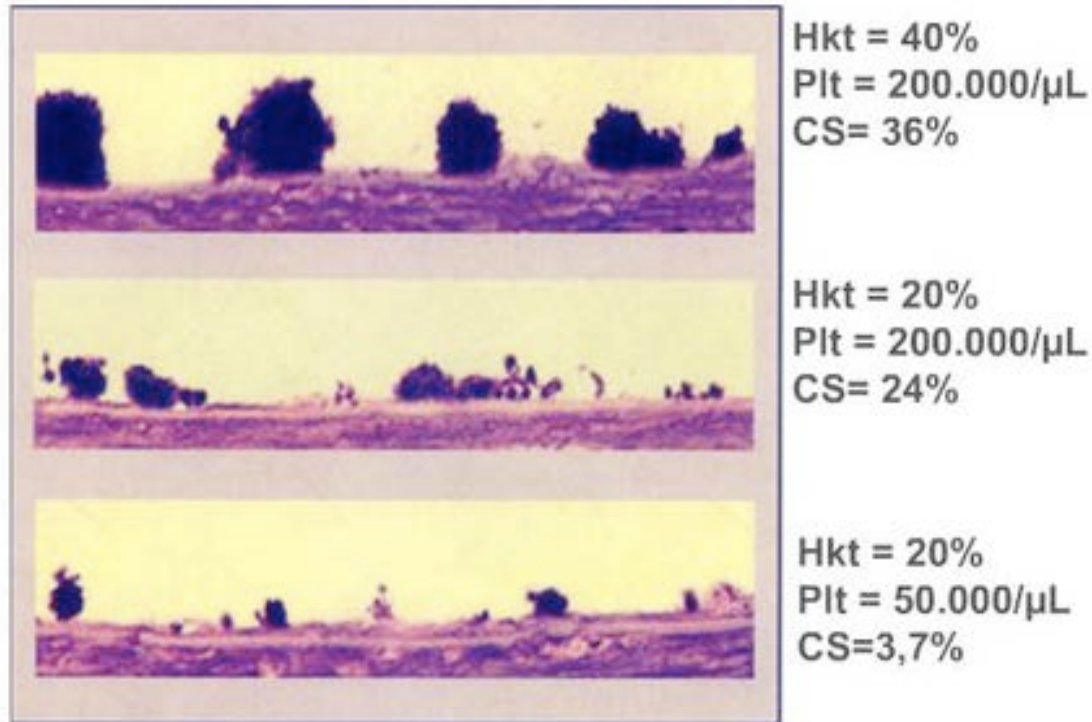 Hkt = 40%
Plt = 200.000/µL
CS= 36%
Hkt = 20%
Plt = 200.000/µL
CS= 24%
Hkt = 20%
Plt = 50.000/µL
CS=3,7%